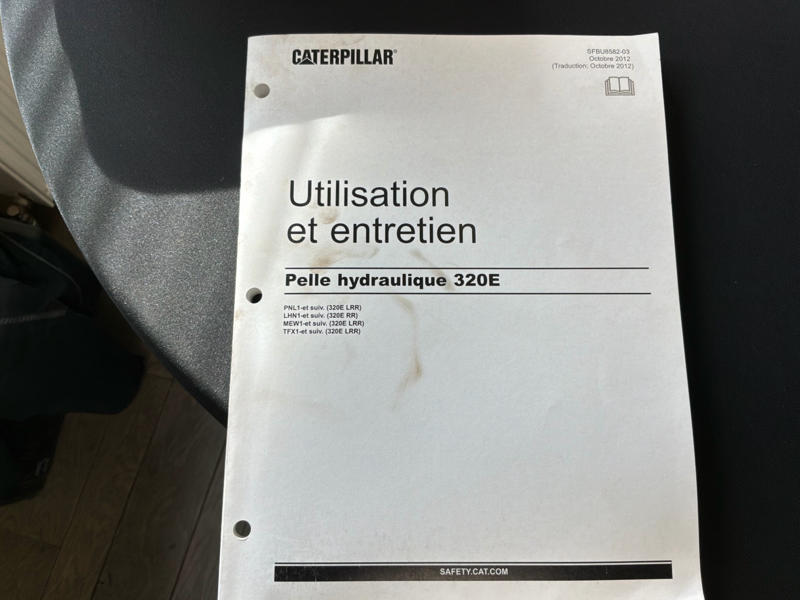 CATERPILLAR®
SFBU8582-03
Octobre 2012
(Traduction: Octobre 2012)
Utilisation
et entretien
Pelle hydraulique 320E
PNL1-et suiv. (320E LRR)
LHN1-et suiv. (320E RR)
MEW1-et suiv. (320E LRR)
TFX1-et suiv. (320E LRR)
SAFETY.CAT.COM